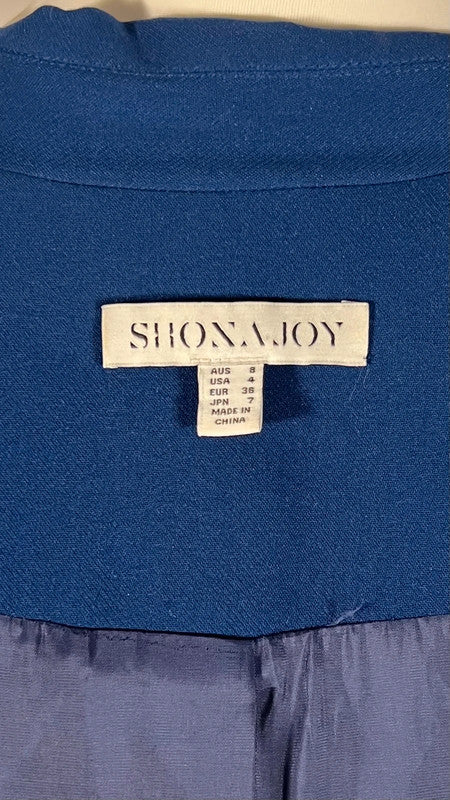 SHONA JOY
AUS 8
USA 4
EUR 36
JPN 7
MADE IN
CHINA